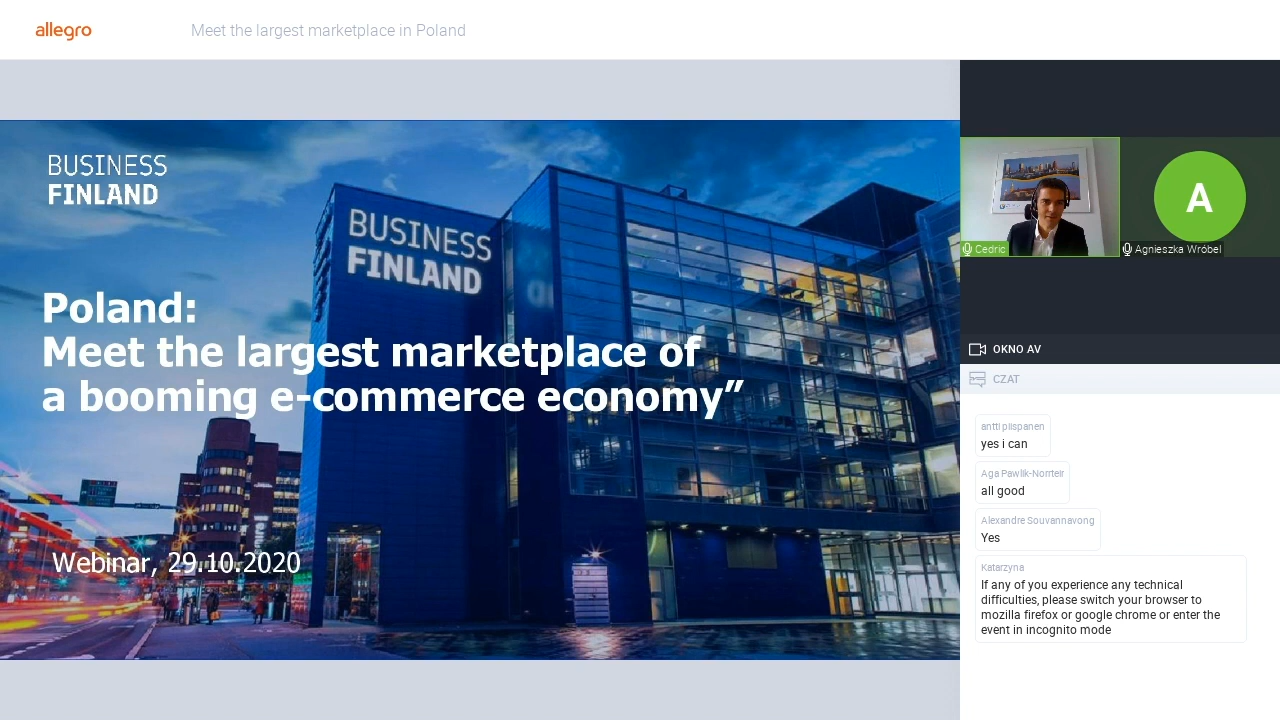 allegro
Meet the largest marketplace in Poland
BUSINESS
FINLAND
BUSINESS
FINLAND
Poland:
Meet the largest marketplace of
a booming e-commerce economy”
Webinar, 29.10.2020
A
Cedric
Agnieszka Wróbel
OKNO AV
CZAT
antti piispanen
yes i can
Aga Pawlik-Norrteir
all good
Alexandre Souvannavong
Yes
Katarzyna
If any of you experience any technical
difficulties, please switch your browser to
mozilla firefox or google chrome or enter the
event in incognito mode